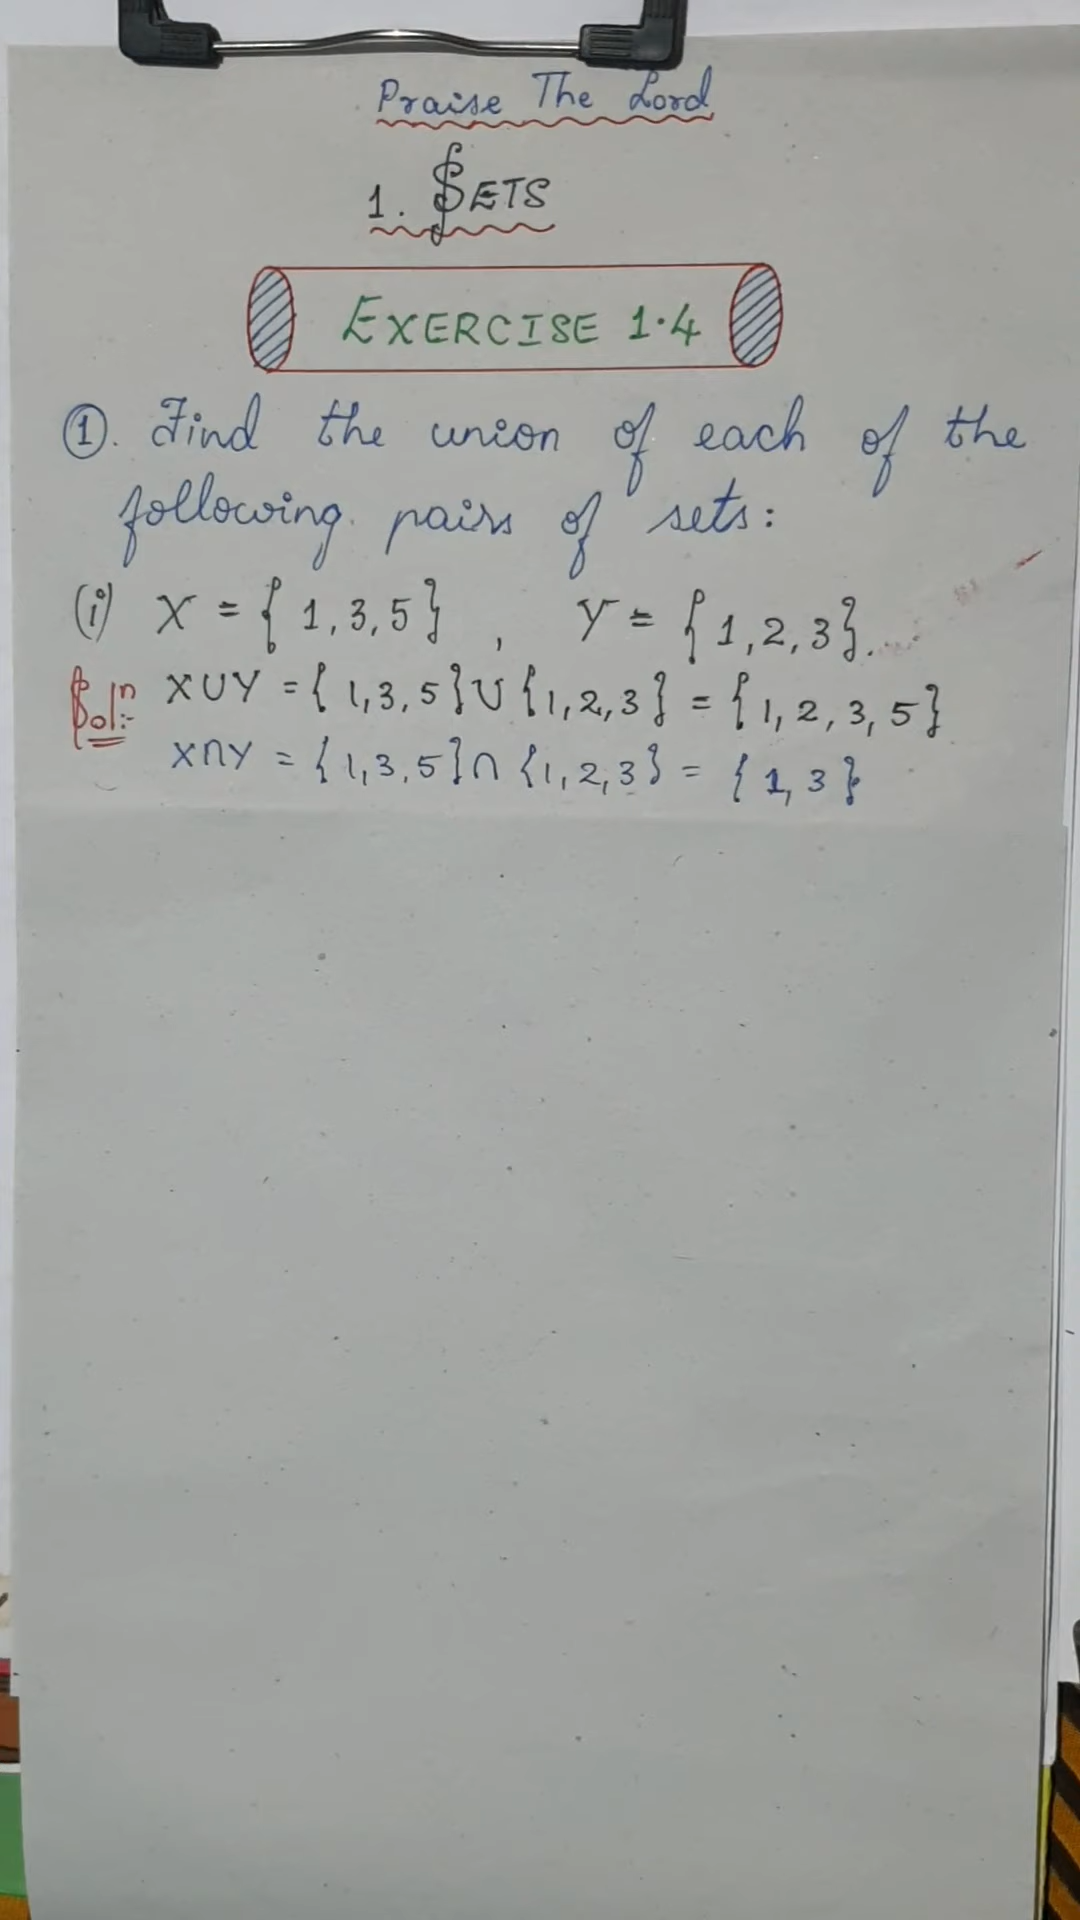 Praise The Lord
1. SETS
EXERCISE 1.4
①. Find the union of each of the
following pairs of sets:
(i) X = { 1, 3, 5 } , Y = { 1, 2, 3 }.
Solⁿ:- X∪Y = { 1, 3, 5 } ∪ { 1, 2, 3 } = { 1, 2, 3, 5 }
X∩Y = { 1, 3, 5 } ∩ { 1, 2, 3 } = { 1, 3 }